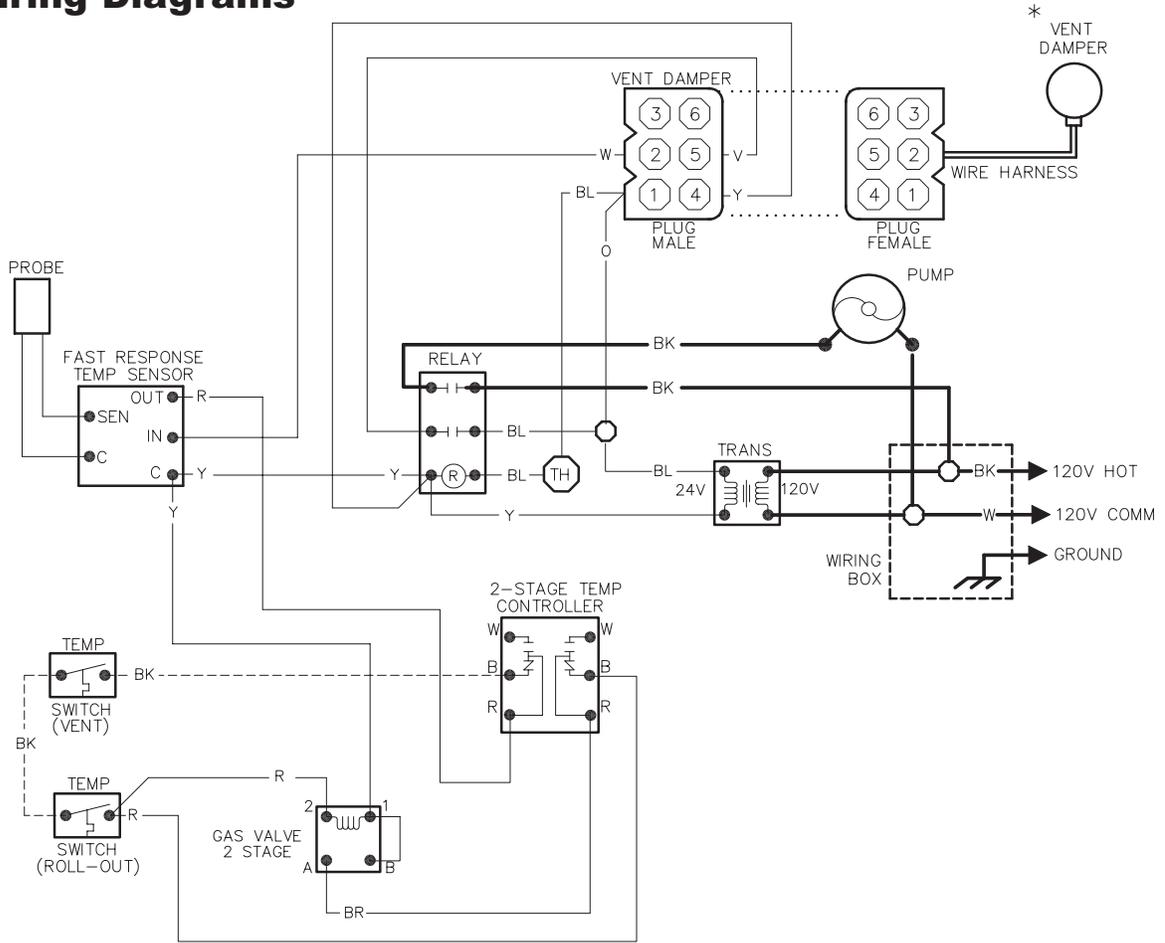 Wiring Diagrams
*
VENT
DAMPER
VENT DAMPER
3 6
2 5
1 4
W
V
BL
Y
PLUG
MALE
6 3
5 2
4 1
WIRE HARNESS
PLUG
FEMALE
O
PROBE
PUMP
FAST RESPONSE
TEMP SENSOR
OUT
R
SEN
IN
C
C
Y
Y
RELAY
BK
BK
BL
Y
R
BL
TH
Y
BL
TRANS
24V
120V
BK
120V HOT
W
120V COMM
GROUND
WIRING
BOX
2-STAGE TEMP
CONTROLLER
W
W
B
B
R
R
TEMP
BK
SWITCH
(VENT)
BK
TEMP
R
R
SWITCH
(ROLL-OUT)
2
1
GAS VALVE
2 STAGE
A
B
BR